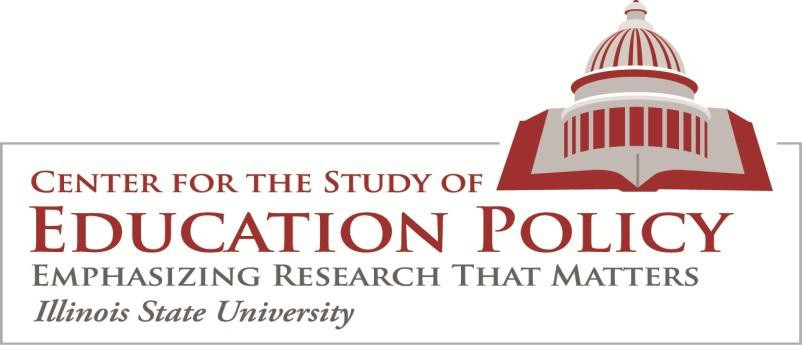 Center for the Study of
Education Policy
Emphasizing Research That Matters
Illinois State University